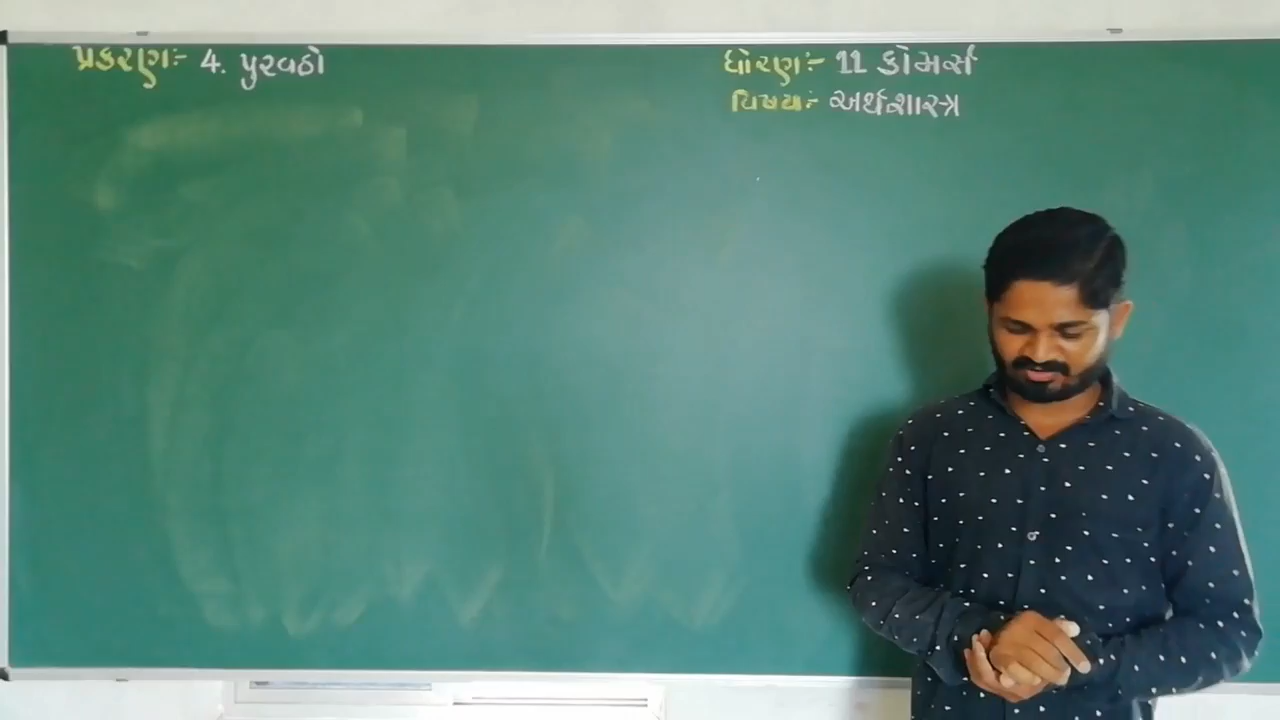 પ્રકરણ:- 4. પુરવઠો
ધોરણ:- 11 કોમર્સ
વિષય:- અર્થશાસ્ત્ર